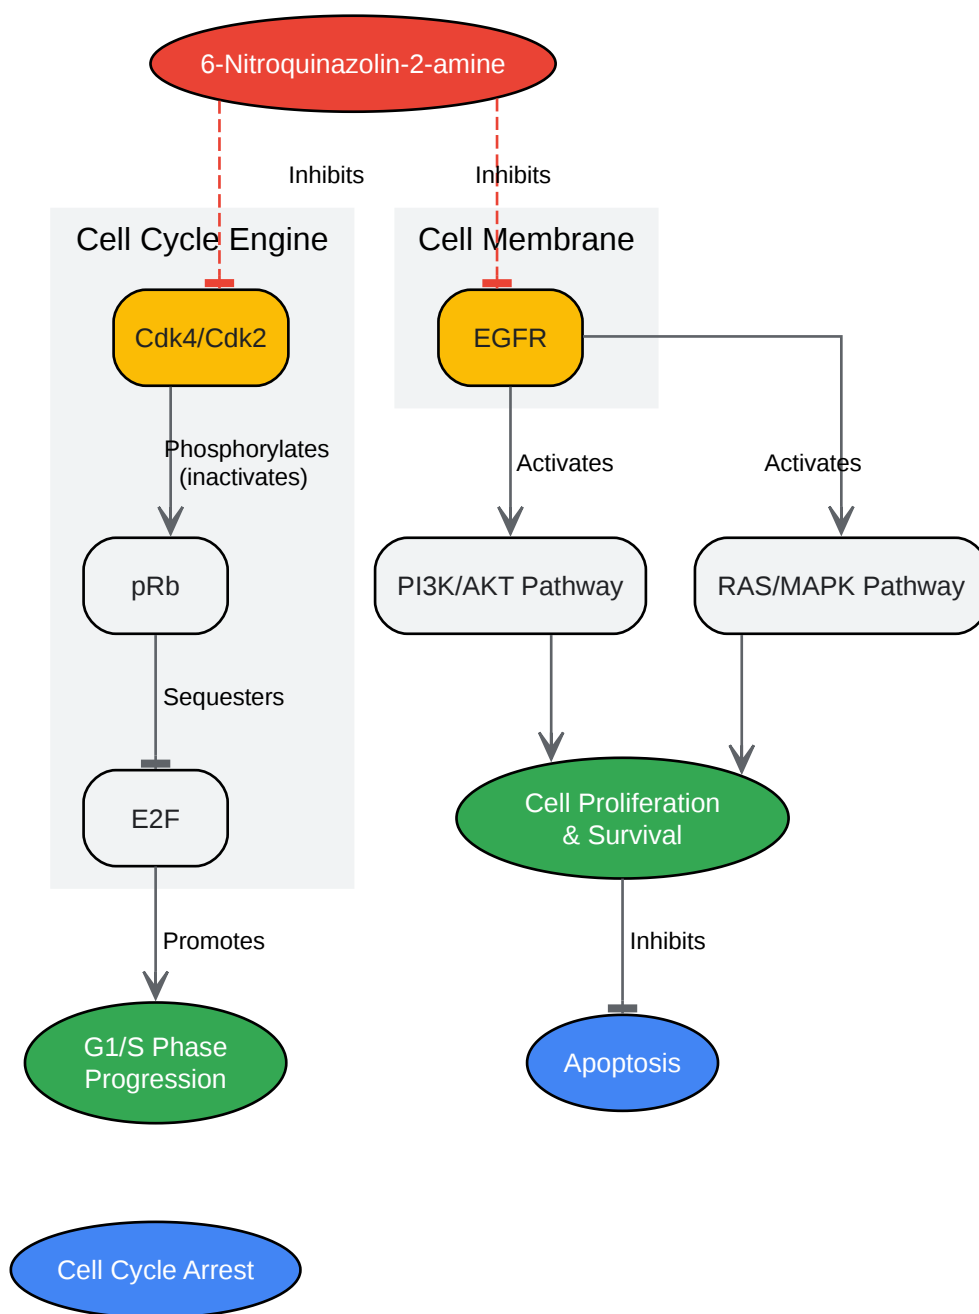 6-Nitroquinazolin-2-amine
Inhibits
Inhibits
Cell Cycle Engine
Cell Membrane
Cdk4/Cdk2
EGFR
Phosphorylates
(inactivates)
Activates
Activates
pRb
PI3K/AKT Pathway
RAS/MAPK Pathway
Sequesters
E2F
Cell Proliferation
& Survival
Promotes
Inhibits
G1/S Phase
Progression
Apoptosis
Cell Cycle Arrest